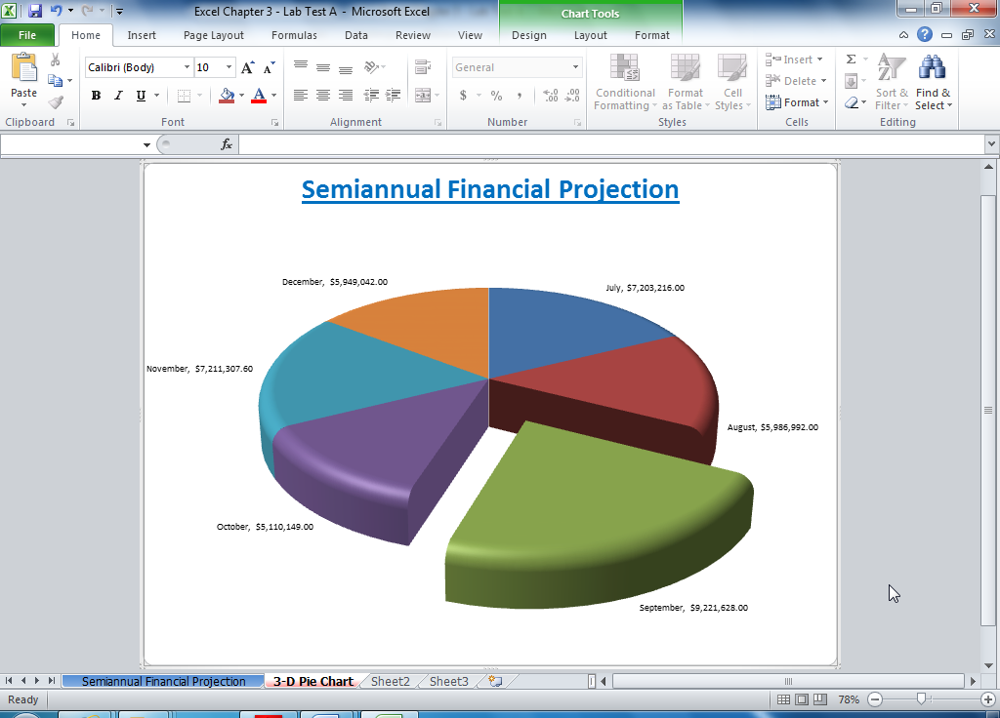 Excel Chapter 3 - Lab Test A - Microsoft Excel
Chart Tools
File Home Insert Page Layout Formulas Data Review View Design Layout Format
Paste
Calibri (Body) 10
B I U
General
$ % ,
Conditional Formatting
Format as Table
Cell Styles
Insert
Delete
Format
Sort & Filter
Find & Select
Clipboard Font Alignment Number Styles Cells Editing
fx
Semiannual Financial Projection
December, $5,949,042.00
July, $7,203,216.00
November, $7,211,307.60
August, $5,986,992.00
October, $5,110,149.00
September, $9,221,628.00
Semiannual Financial Projection 3-D Pie Chart Sheet2 Sheet3
Ready 78%